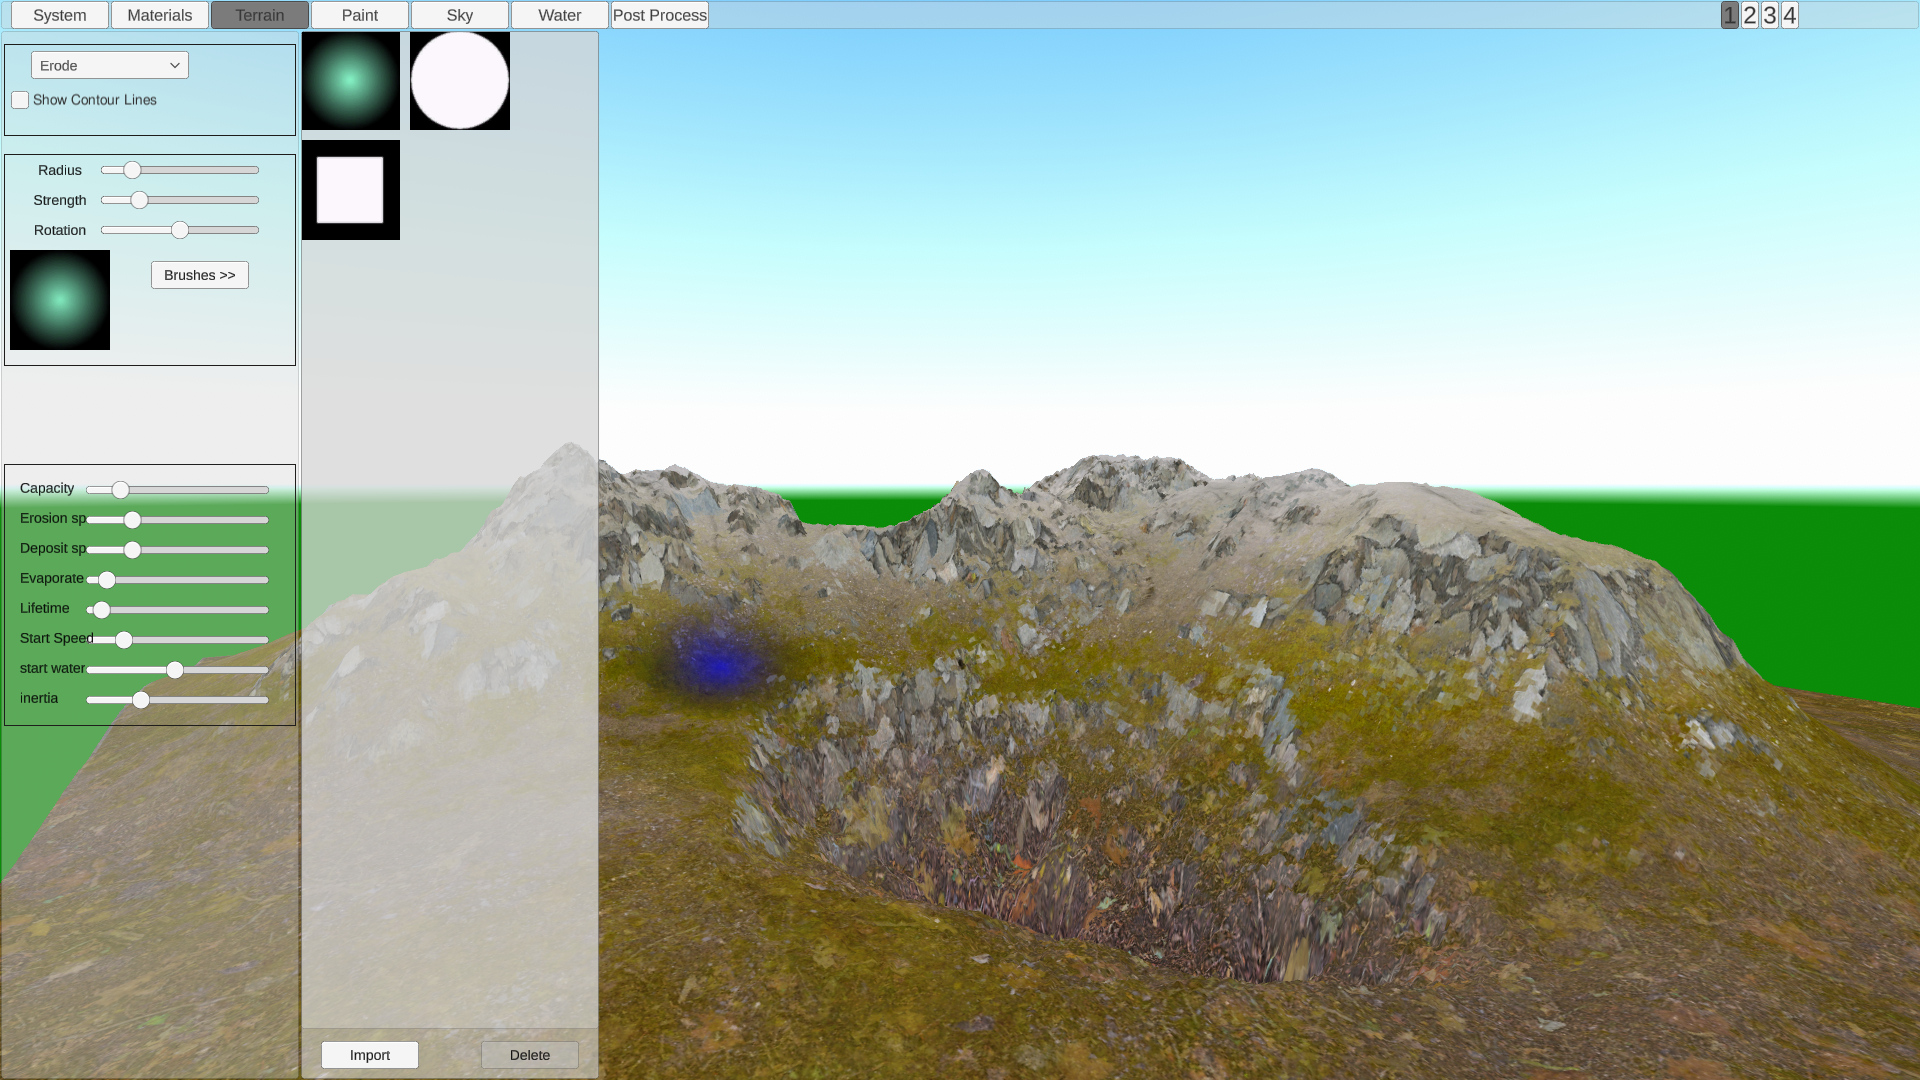 System Materials Terrain Paint Sky Water Post Process 1 2 3 4
Erode
Show Contour Lines
Radius
Strength
Rotation
Brushes >>
Capacity
Erosion sp
Deposit sp
Evaporate
Lifetime
Start Speed
start water
inertia
Import Delete